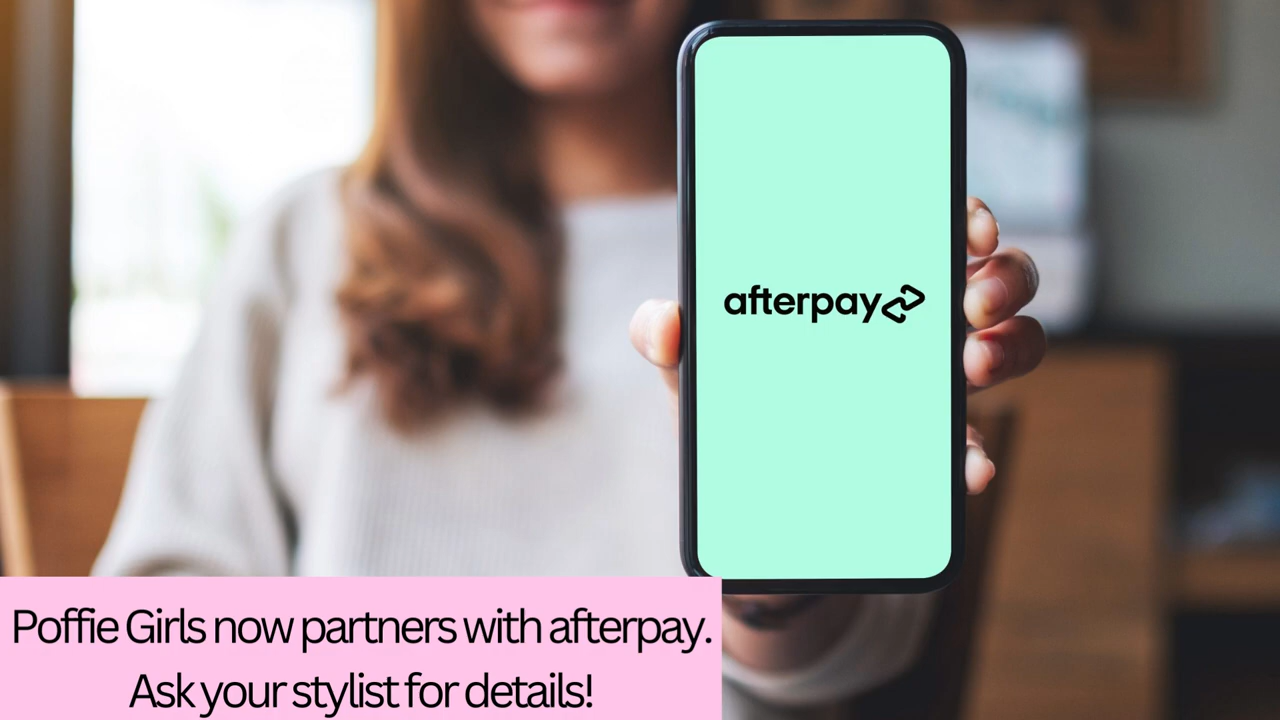 afterpay
Poffie Girls now partners with afterpay.
Ask your stylist for details!